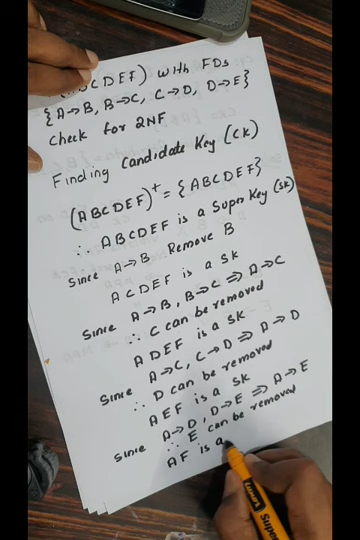 BCDEF) with FDs
{A→B, B→C, C→D, D→E}
check for 2NF
Finding Candidate Key (CK)
(ABCDEF)⁺ = {ABCDEF}
∴ ABCDEF is a Super Key (SK)
Since A→B Remove B
ACDEF is a SK
Since A→B, B→C ⇒ A→C
∴ C can be removed
ADEF is a SK
Since A→C, C→D ⇒ A→D
∴ D can be removed
AEF is a SK
Since A→D, D→E ⇒ A→E
∴ E can be removed
AF is a